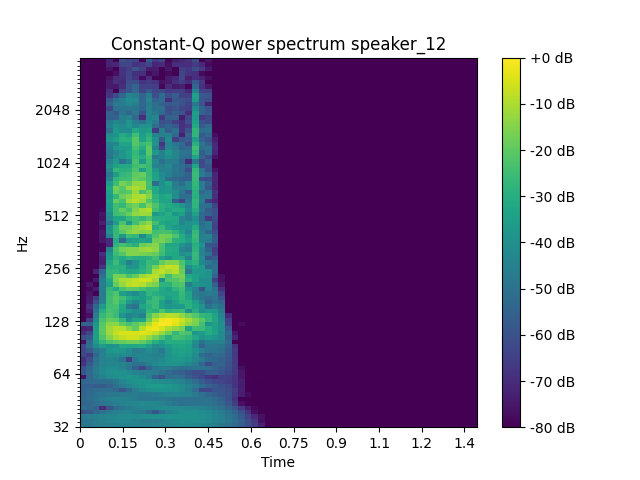 Constant-Q power spectrum speaker_12
+0 dB
-10 dB
-20 dB
-30 dB
-40 dB
-50 dB
-60 dB
-70 dB
-80 dB
Hz
2048
1024
512
256
128
64
32
0 0.15 0.3 0.45 0.6 0.75 0.9 1.1 1.2 1.4
Time